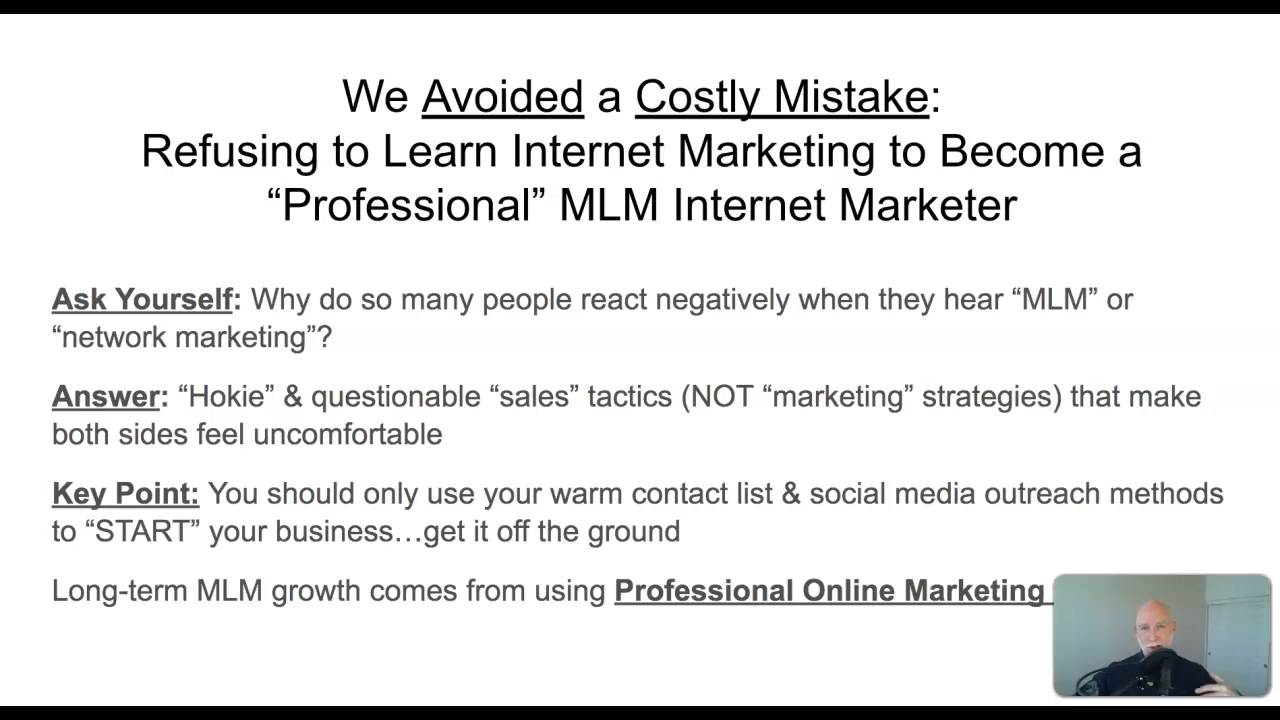 We Avoided a Costly Mistake:
Refusing to Learn Internet Marketing to Become a
“Professional” MLM Internet Marketer
Ask Yourself: Why do so many people react negatively when they hear “MLM” or
“network marketing”?
Answer: “Hokie” & questionable “sales” tactics (NOT “marketing” strategies) that make
both sides feel uncomfortable
Key Point: You should only use your warm contact list & social media outreach methods
to “START” your business…get it off the ground
Long-term MLM growth comes from using Professional Online Marketing